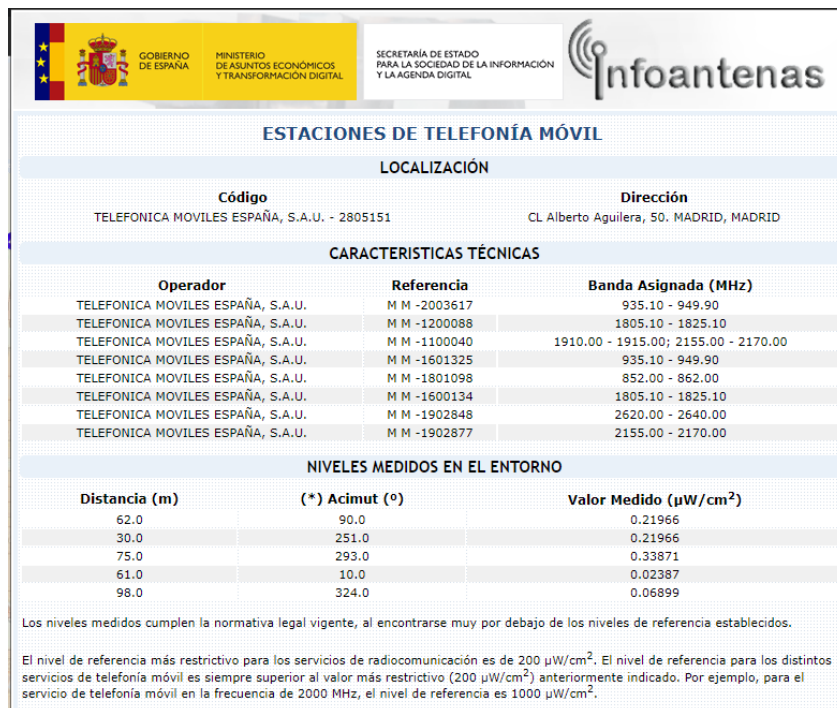 GOBIERNO
DE ESPAÑA
MINISTERIO
DE ASUNTOS ECONÓMICOS
Y TRANSFORMACIÓN DIGITAL
SECRETARÍA DE ESTADO
PARA LA SOCIEDAD DE LA INFORMACIÓN
Y LA AGENDA DIGITAL
Infoantenas
ESTACIONES DE TELEFONÍA MÓVIL
LOCALIZACIÓN
Código Dirección
TELEFONICA MOVILES ESPAÑA, S.A.U. - 2805151 CL Alberto Aguilera, 50. MADRID, MADRID
CARACTERISTICAS TÉCNICAS
Operador Referencia Banda Asignada (MHz)
TELEFONICA MOVILES ESPAÑA, S.A.U. M M -2003617 935.10 - 949.90
TELEFONICA MOVILES ESPAÑA, S.A.U. M M -1200088 1805.10 - 1825.10
TELEFONICA MOVILES ESPAÑA, S.A.U. M M -1100040 1910.00 - 1915.00; 2155.00 - 2170.00
TELEFONICA MOVILES ESPAÑA, S.A.U. M M -1601325 935.10 - 949.90
TELEFONICA MOVILES ESPAÑA, S.A.U. M M -1801098 852.00 - 862.00
TELEFONICA MOVILES ESPAÑA, S.A.U. M M -1600134 1805.10 - 1825.10
TELEFONICA MOVILES ESPAÑA, S.A.U. M M -1902848 2620.00 - 2640.00
TELEFONICA MOVILES ESPAÑA, S.A.U. M M -1902877 2155.00 - 2170.00
NIVELES MEDIDOS EN EL ENTORNO
Distancia (m) (*) Acimut (º) Valor Medido (µW/cm²)
62.0 90.0 0.21966
30.0 251.0 0.21966
75.0 293.0 0.33871
61.0 10.0 0.02387
98.0 324.0 0.06899
Los niveles medidos cumplen la normativa legal vigente, al encontrarse muy por debajo de los niveles de referencia establecidos.
El nivel de referencia más restrictivo para los servicios de radiocomunicación es de 200 µW/cm². El nivel de referencia para los distintos
servicios de telefonía móvil es siempre superior al valor más restrictivo (200 µW/cm²) anteriormente indicado. Por ejemplo, para el
servicio de telefonía móvil en la frecuencia de 2000 MHz, el nivel de referencia es 1000 µW/cm².